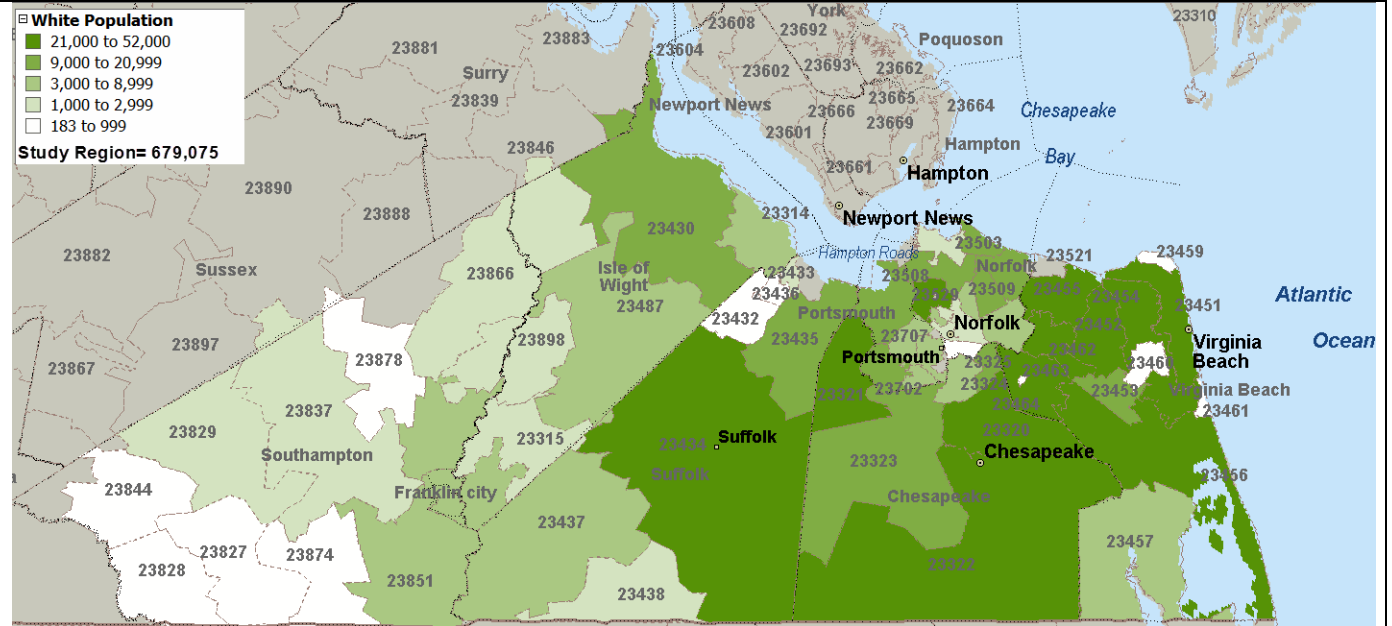 White Population
21,000 to 52,000
9,000 to 20,999
3,000 to 8,999
1,000 to 2,999
183 to 999
Study Region= 679,075
York
23310
23608
23692
23883
Poquoson
23881
23604
23693
23662
23602
Surry
23839
23665
Newport News
23666
23664
Chesapeake
23669
23601
Hampton
23846
Bay
23661
Hampton
23890
23888
23314
Newport News
23430
23503
Hampton Roads
23459
23882
23521
Sussex
Isle of
Wight
23866
23433
23508
Norfolk
23436
23529
23509
23455
23454
Atlantic
23487
23451
Portsmouth
23432
23452
Norfolk
Ocean
23898
23435
23707
Virginia
Beach
23897
23878
Portsmouth
23462
23460
23325
23867
23463
23324
23321
23702
23453
Virginia Beach
23464
23461
23837
23829
23320
23315
23434
Suffolk
Southampton
Chesapeake
23323
Suffolk
23456
23844
Franklin city
Chesapeake
23437
23457
23827
23874
23828
23322
23851
23438